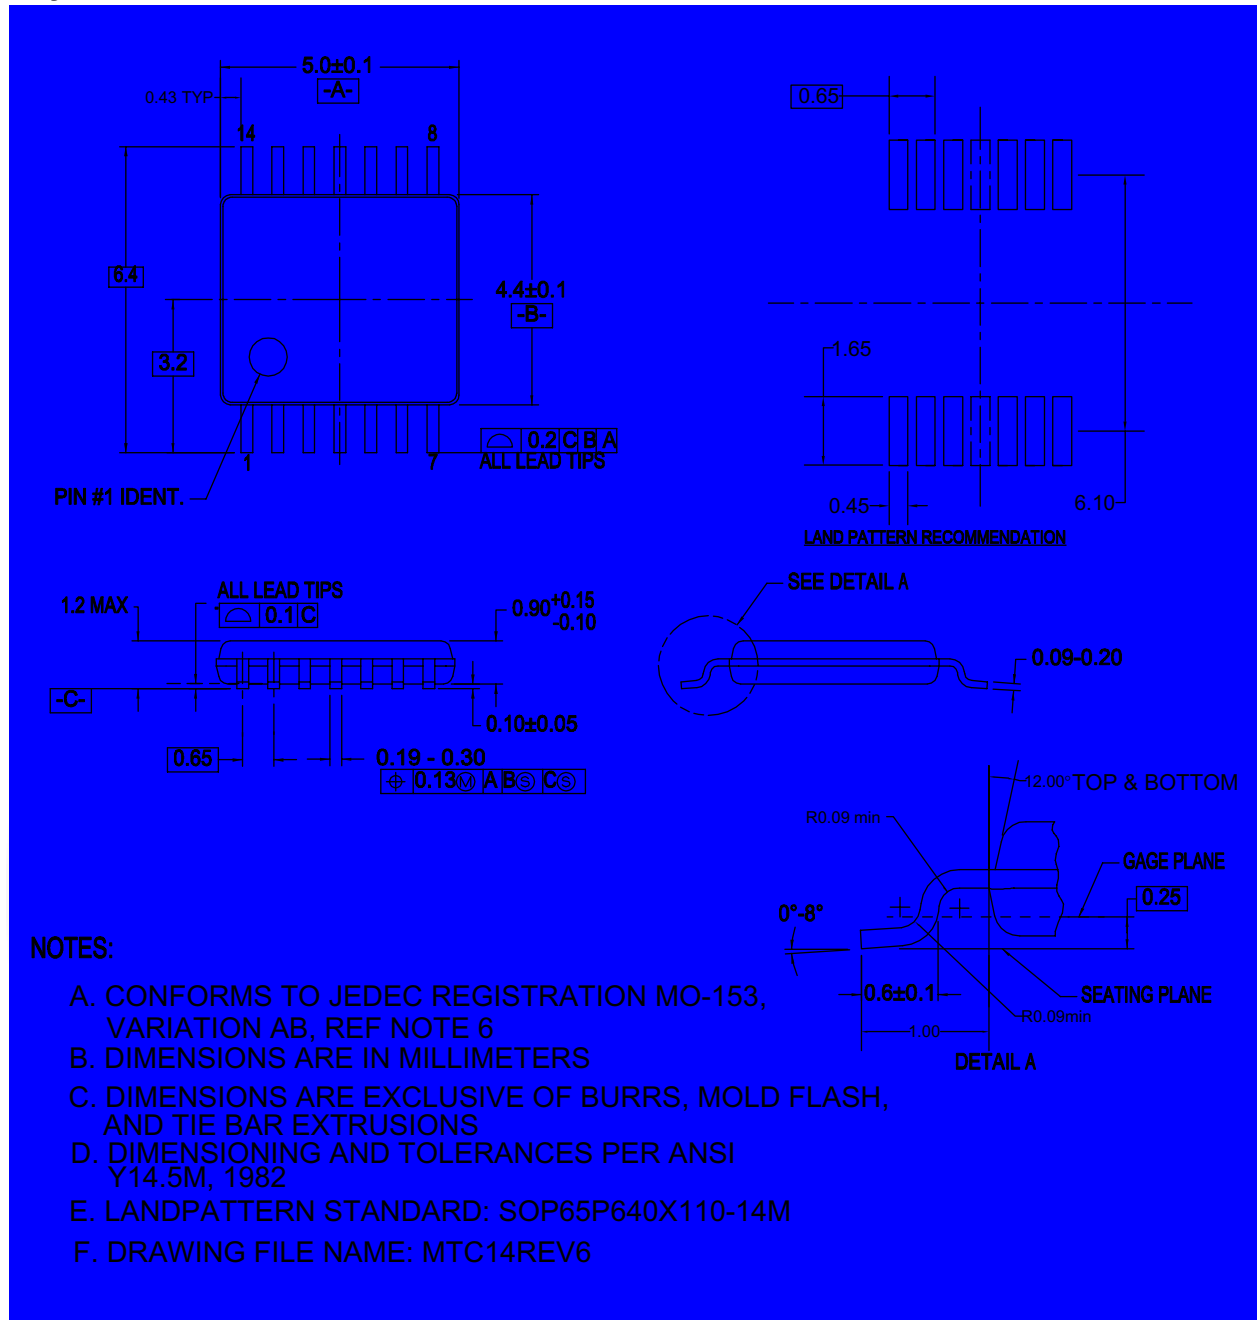 5.0±0.1
-A-
0.43 TYP
14
8
0.65
6.4
4.4±0.1
-B-
3.2
1.65
0.2 C B A
ALL LEAD TIPS
1
7
PIN #1 IDENT.
0.45
6.10
LAND PATTERN RECOMMENDATION
ALL LEAD TIPS
0.1 C
1.2 MAX
0.90 +0.15
-0.10
SEE DETAIL A
0.09-0.20
-C-
0.10±0.05
0.65
0.19 - 0.30
⌖ 0.13Ⓜ A BⓈ CⓈ
12.00° TOP & BOTTOM
R0.09 min
GAGE PLANE
0.25
0°-8°
SEATING PLANE
0.6±0.1
R0.09min
1.00
DETAIL A
NOTES:
A. CONFORMS TO JEDEC REGISTRATION MO-153,
VARIATION AB, REF NOTE 6
B. DIMENSIONS ARE IN MILLIMETERS
C. DIMENSIONS ARE EXCLUSIVE OF BURRS, MOLD FLASH,
AND TIE BAR EXTRUSIONS
D. DIMENSIONING AND TOLERANCES PER ANSI
Y14.5M, 1982
E. LANDPATTERN STANDARD: SOP65P640X110-14M
F. DRAWING FILE NAME: MTC14REV6